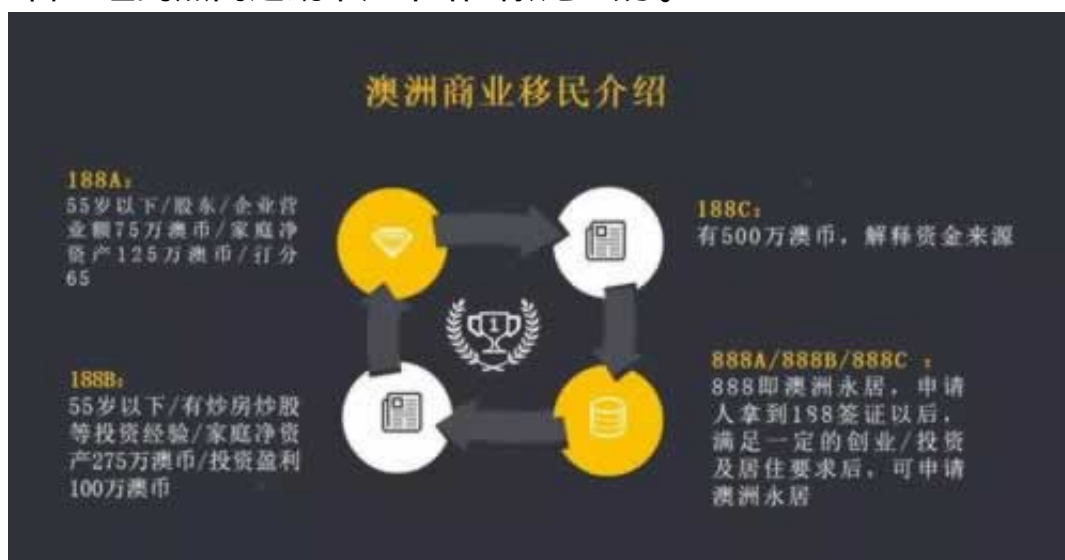 澳洲商业移民介绍
188A:
55岁以下/股东/企业营
业额75万澳币/家庭净
资产125万澳币/打分
65
188C:
有500万澳币，解释资金来源
188B:
55岁以下/有炒房炒股
等投资经验/家庭净资
产275万澳币/投资盈利
100万澳币
888A/888B/888C :
888即澳洲永居，申请
人拿到188签证以后，
满足一定的创业/投资
及居住要求后，可申请
澳洲永居
1